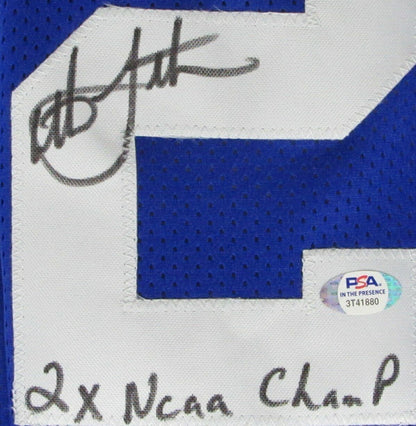 PSA
IN THE PRESENCE
3T41880
2x Ncaa ChamP